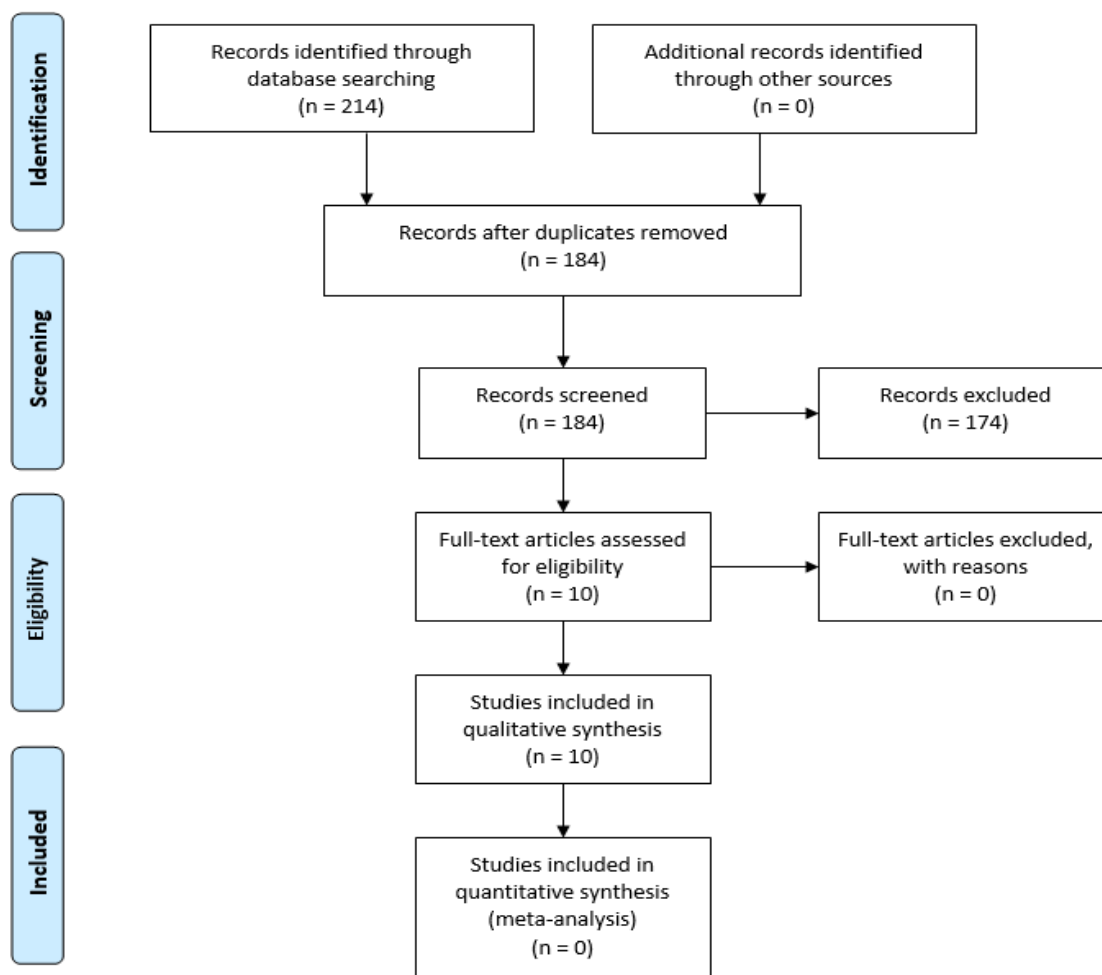 Identification
Records identified through
database searching
(n = 214)
Additional records identified
through other sources
(n = 0)
Records after duplicates removed
(n = 184)
Screening
Records screened
(n = 184)
Records excluded
(n = 174)
Eligibility
Full-text articles assessed
for eligibility
(n = 10)
Full-text articles excluded,
with reasons
(n = 0)
Studies included in
qualitative synthesis
(n = 10)
Included
Studies included in
quantitative synthesis
(meta-analysis)
(n = 0)